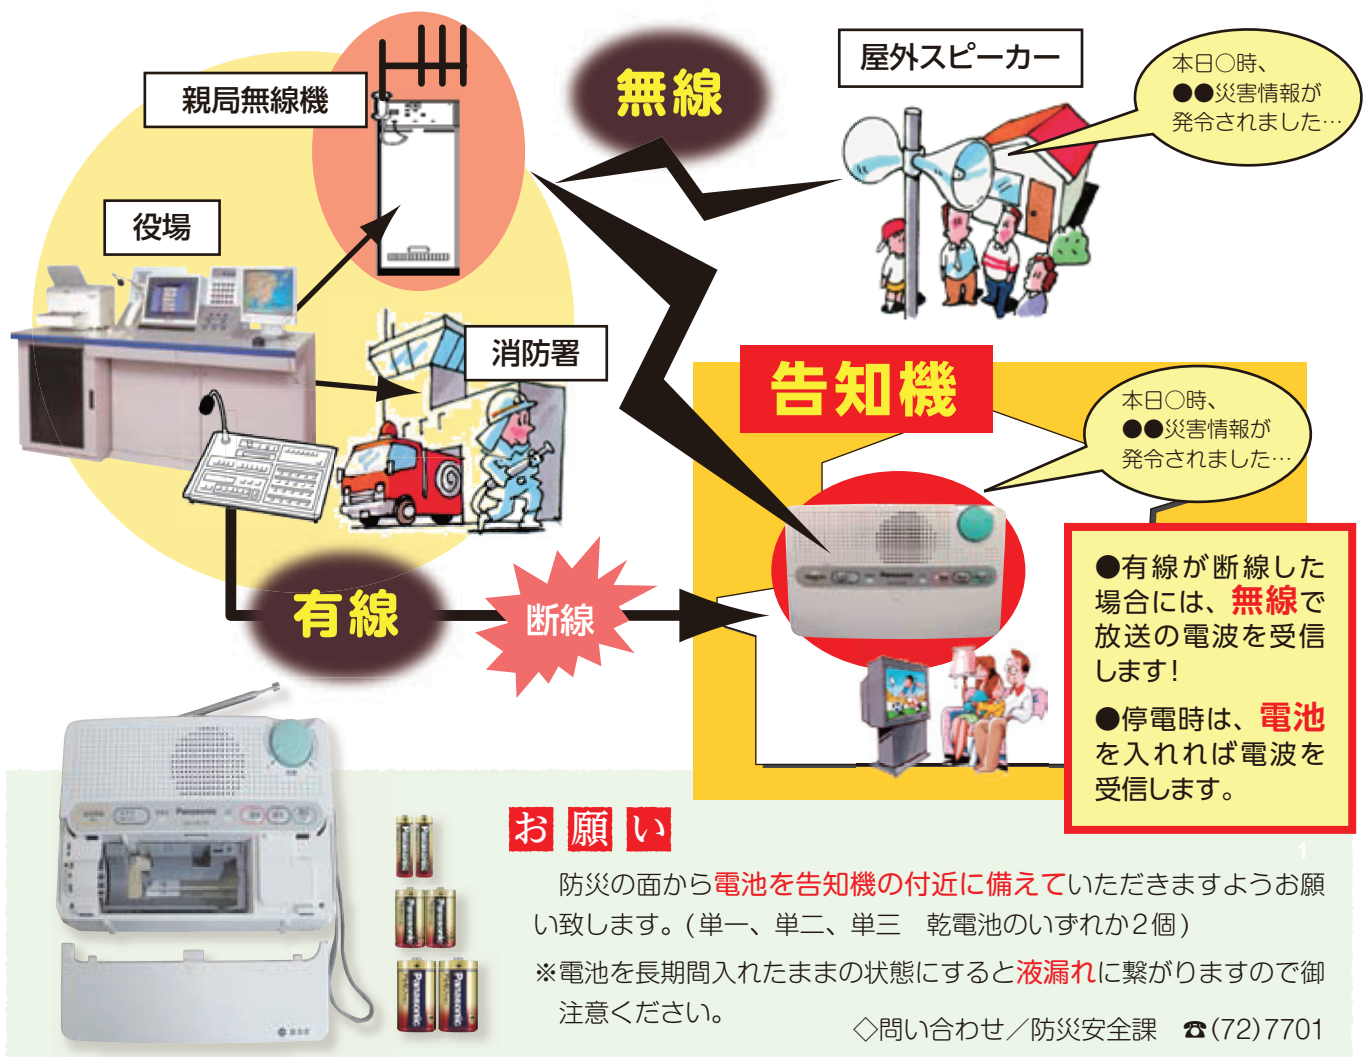 親局無線機
無線
屋外スピーカー
本日○時、
●●災害情報が
発令されました…
役場
消防署
告知機
本日○時、
●●災害情報が
発令されました…
有線
断線
●有線が断線した
場合には、無線で
放送の電波を受信
します!
●停電時は、電池
を入れれば電波を
受信します。
1
Panasonic
Panasonic
お願い
防災の面から電池を告知機の付近に備えていただきますようお願
い致します。(単一、単二、単三　乾電池のいずれか2個)
※電池を長期間入れたままの状態にすると液漏れに繋がりますので御
注意ください。
◇問い合わせ／防災安全課　☎(72)7701
Panasonic
Panasonic
Panasonic
Panasonic
Panasonic
Panasonic